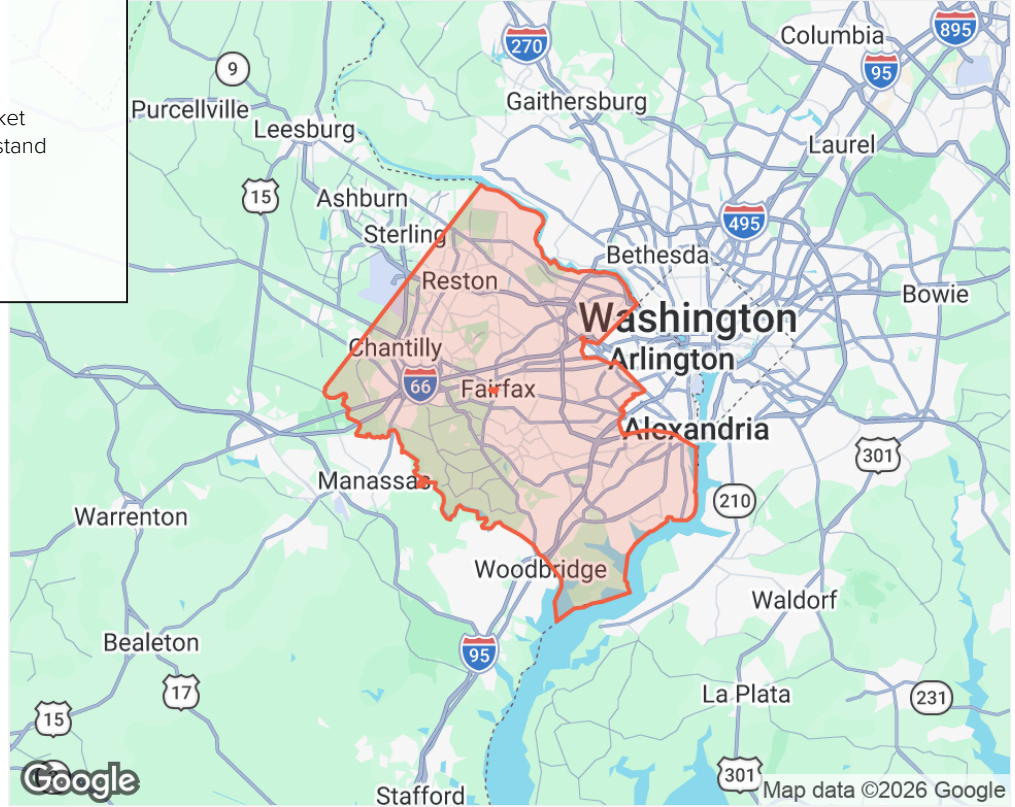 ket
stand
Columbia
895
270
95
9
Gaithersburg
Purcellville
Leesburg
Laurel
15
Ashburn
495
Sterling
Bethesda
Reston
Bowie
Washington
Chantilly
Arlington
66
Fairfax
Alexandria
301
Manassas
210
Warrenton
Woodbridge
Waldorf
Bealeton
95
17
La Plata
231
15
301
Google
Stafford
Map data ©2026 Google